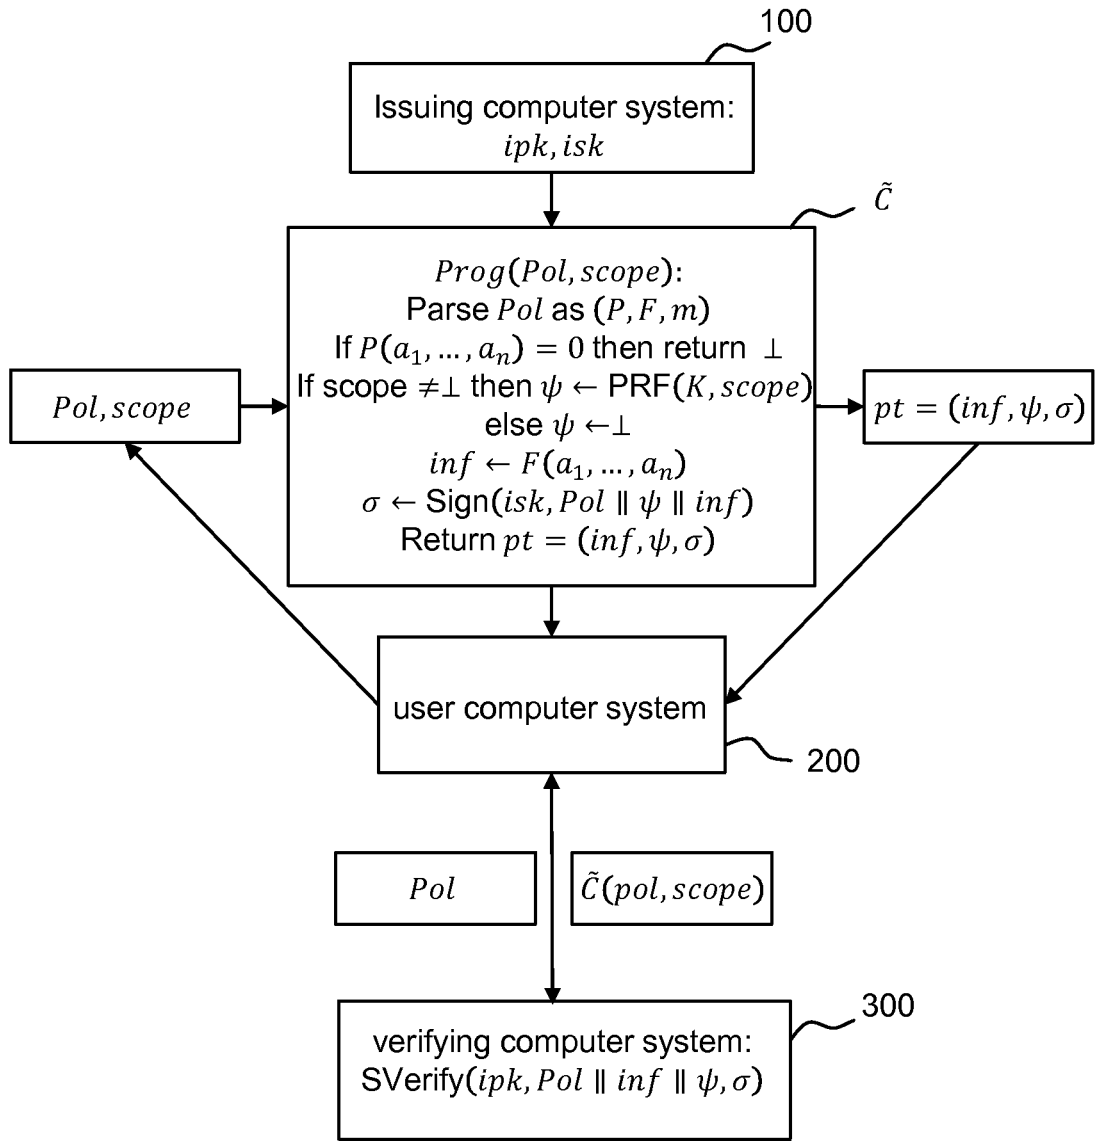 100
Issuing computer system:
ipk, isk
C̃
Prog(Pol, scope):
Parse Pol as (P, F, m)
If P(a₁, …, aₙ) = 0 then return ⊥
If scope ≠⊥ then ψ ← PRF(K, scope)
else ψ ←⊥
inf ← F(a₁, …, aₙ)
σ ← Sign(isk, Pol ∥ ψ ∥ inf)
Return pt = (inf, ψ, σ)
Pol, scope
pt = (inf, ψ, σ)
user computer system
200
Pol
C̃(pol, scope)
300
verifying computer system:
SVerify(ipk, Pol ∥ inf ∥ ψ, σ)